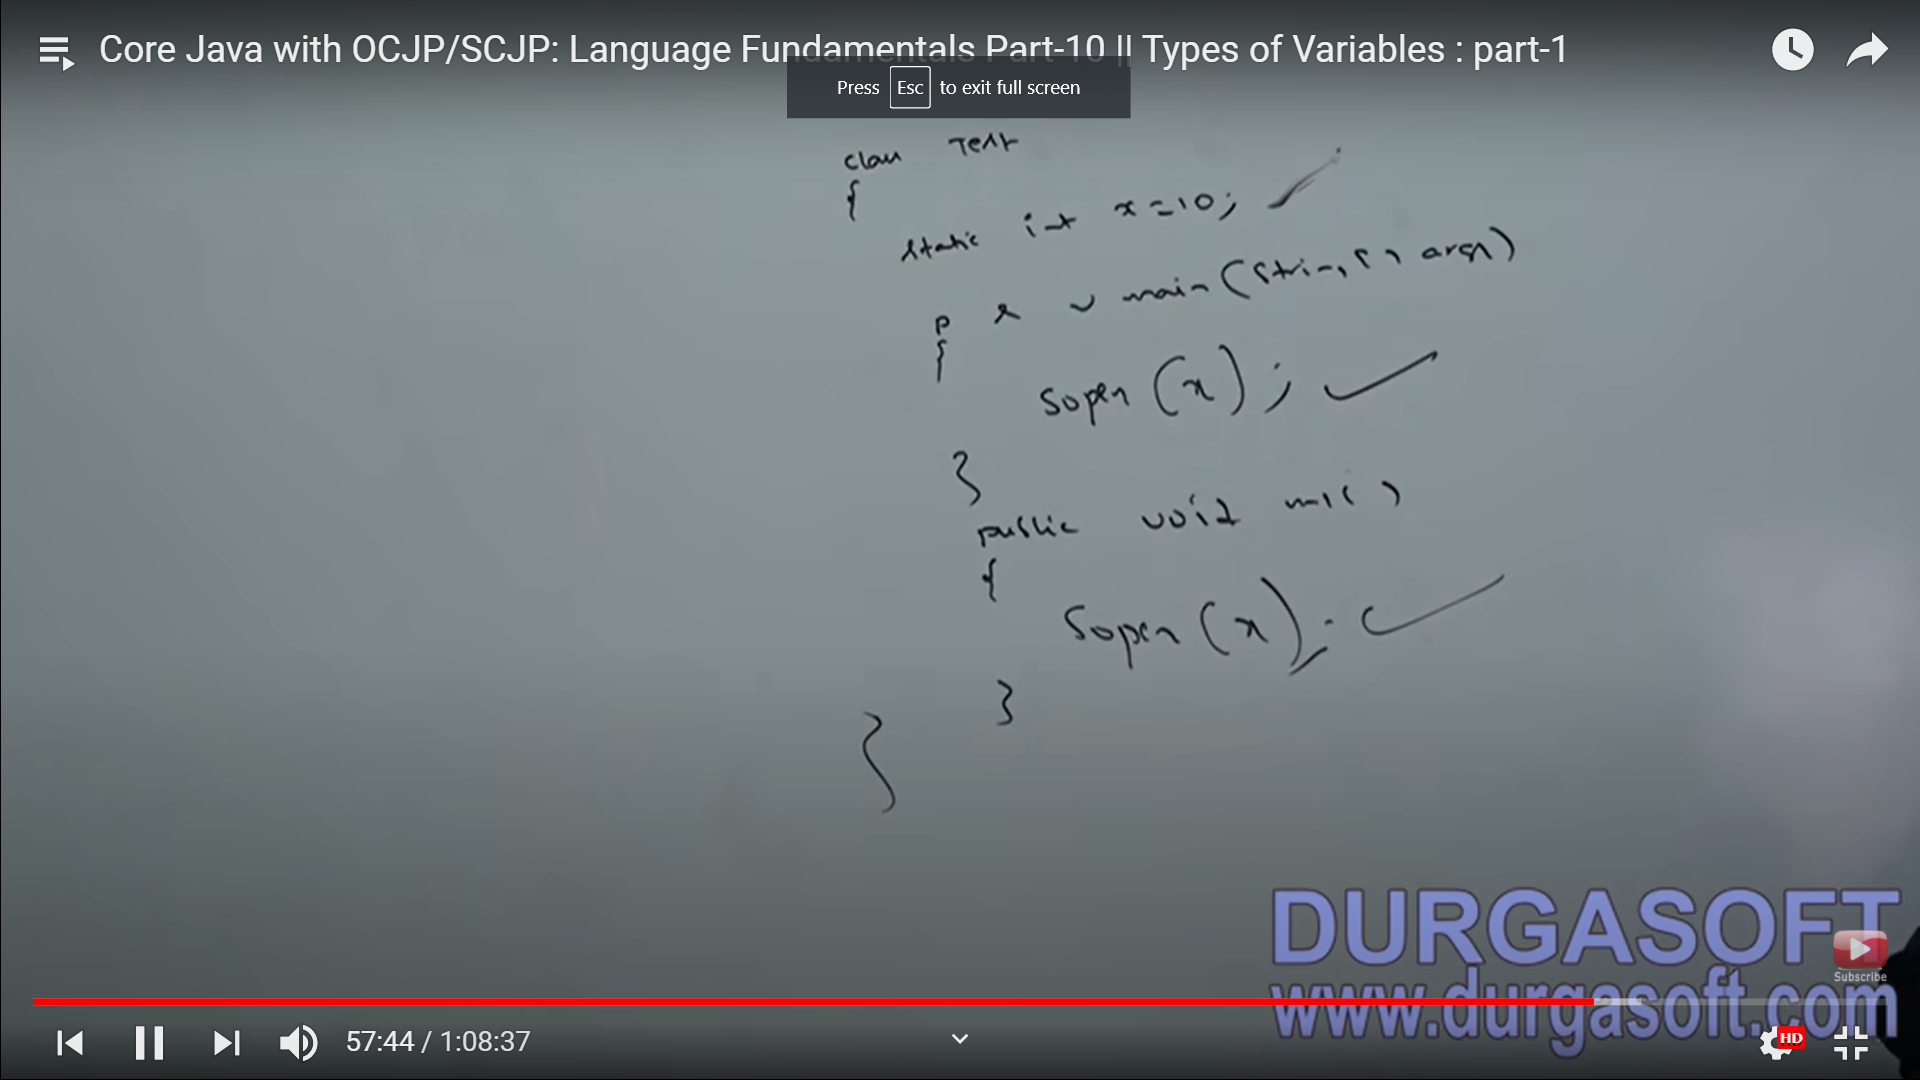 Core Java with OCJP/SCJP: Language Fundamentals Part-10 || Types of Variables : part-1
Press Esc to exit full screen
class Test
{
static int x=10;
p s v main(String[] args)
{
Sopln(x);
}
public void m1()
{
Sopln(x);
}
}
DURGASOFT
Subscribe
www.durgasoft.com
57:44 / 1:08:37
HD